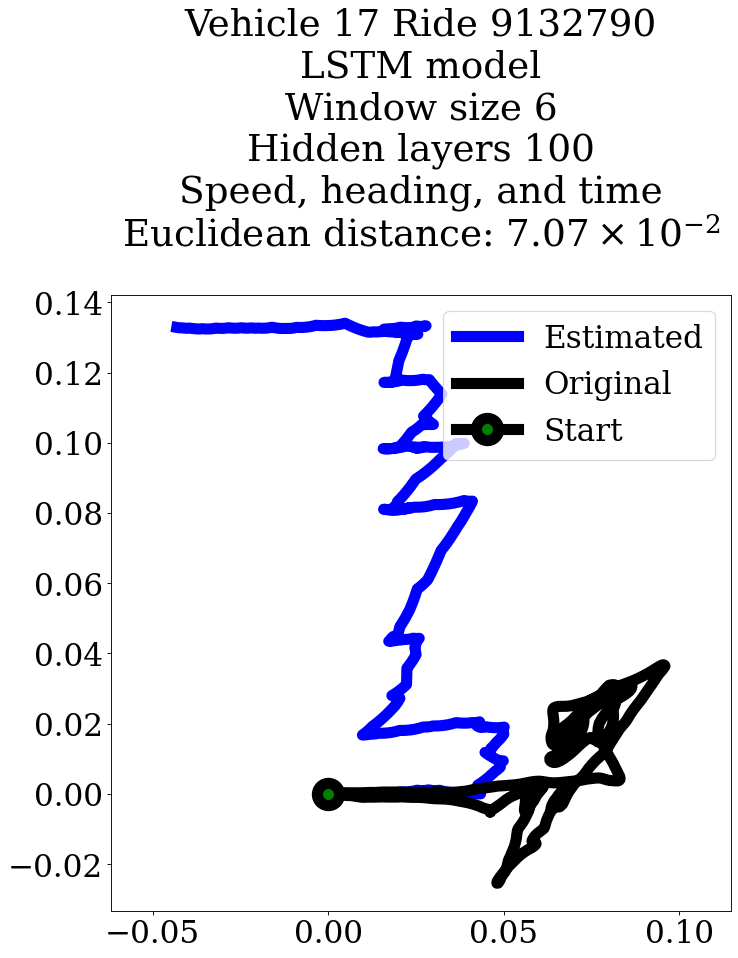 Vehicle 17 Ride 9132790
LSTM model
Window size 6
Hidden layers 100
Speed, heading, and time
Euclidean distance: 7.07 × 10⁻²
0.14
0.12
0.10
0.08
0.06
0.04
0.02
0.00
−0.02
Estimated
Original
Start
−0.05 0.00 0.05 0.10